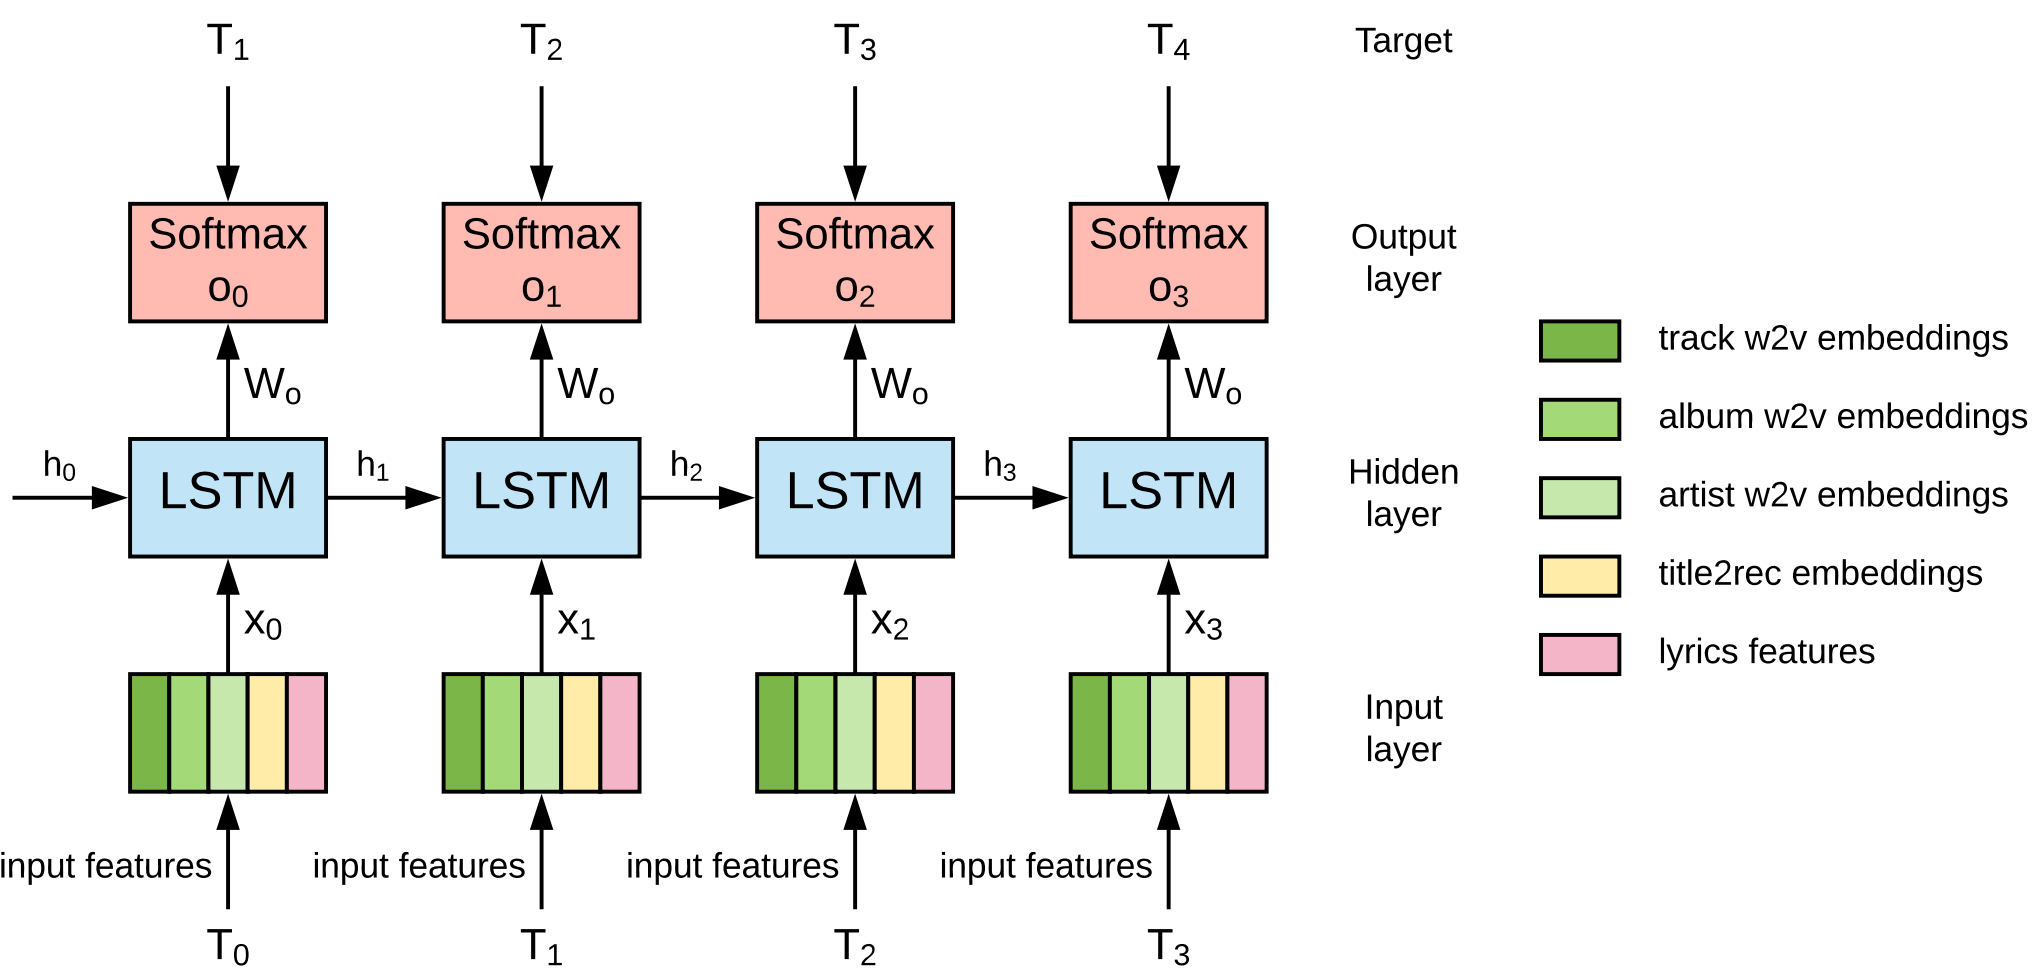 T1 T2 T3 T4 Target
Softmax Softmax Softmax Softmax
o0 o1 o2 o3
Output
layer
Wo Wo Wo Wo
h0 h1 h2 h3
LSTM LSTM LSTM LSTM
Hidden
layer
x0 x1 x2 x3
Input
layer
input features input features input features input features
T0 T1 T2 T3
track w2v embeddings
album w2v embeddings
artist w2v embeddings
title2rec embeddings
lyrics features